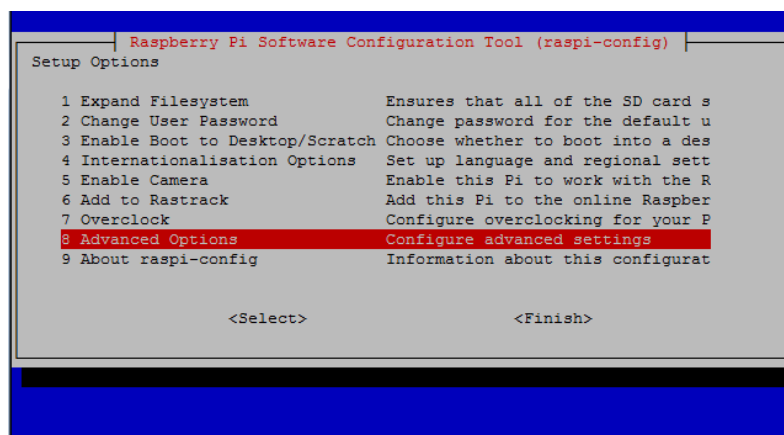 Raspberry Pi Software Configuration Tool (raspi-config)
Setup Options
1 Expand Filesystem Ensures that all of the SD card s
2 Change User Password Change password for the default u
3 Enable Boot to Desktop/Scratch Choose whether to boot into a des
4 Internationalisation Options Set up language and regional sett
5 Enable Camera Enable this Pi to work with the R
6 Add to Rastrack Add this Pi to the online Raspber
7 Overclock Configure overclocking for your P
8 Advanced Options Configure advanced settings
9 About raspi-config Information about this configurat
<Select> <Finish>